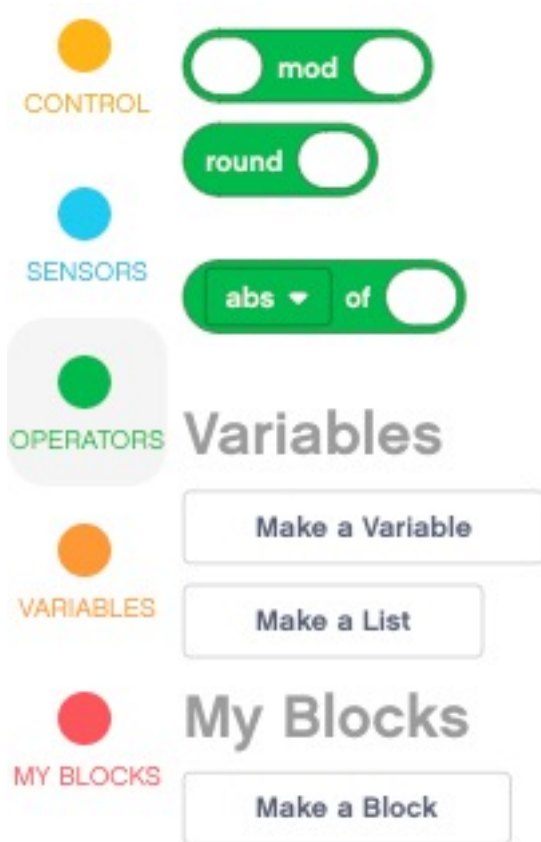 CONTROL
SENSORS
OPERATORS
VARIABLES
MY BLOCKS
mod
round
abs of
Variables
Make a Variable
Make a List
My Blocks
Make a Block